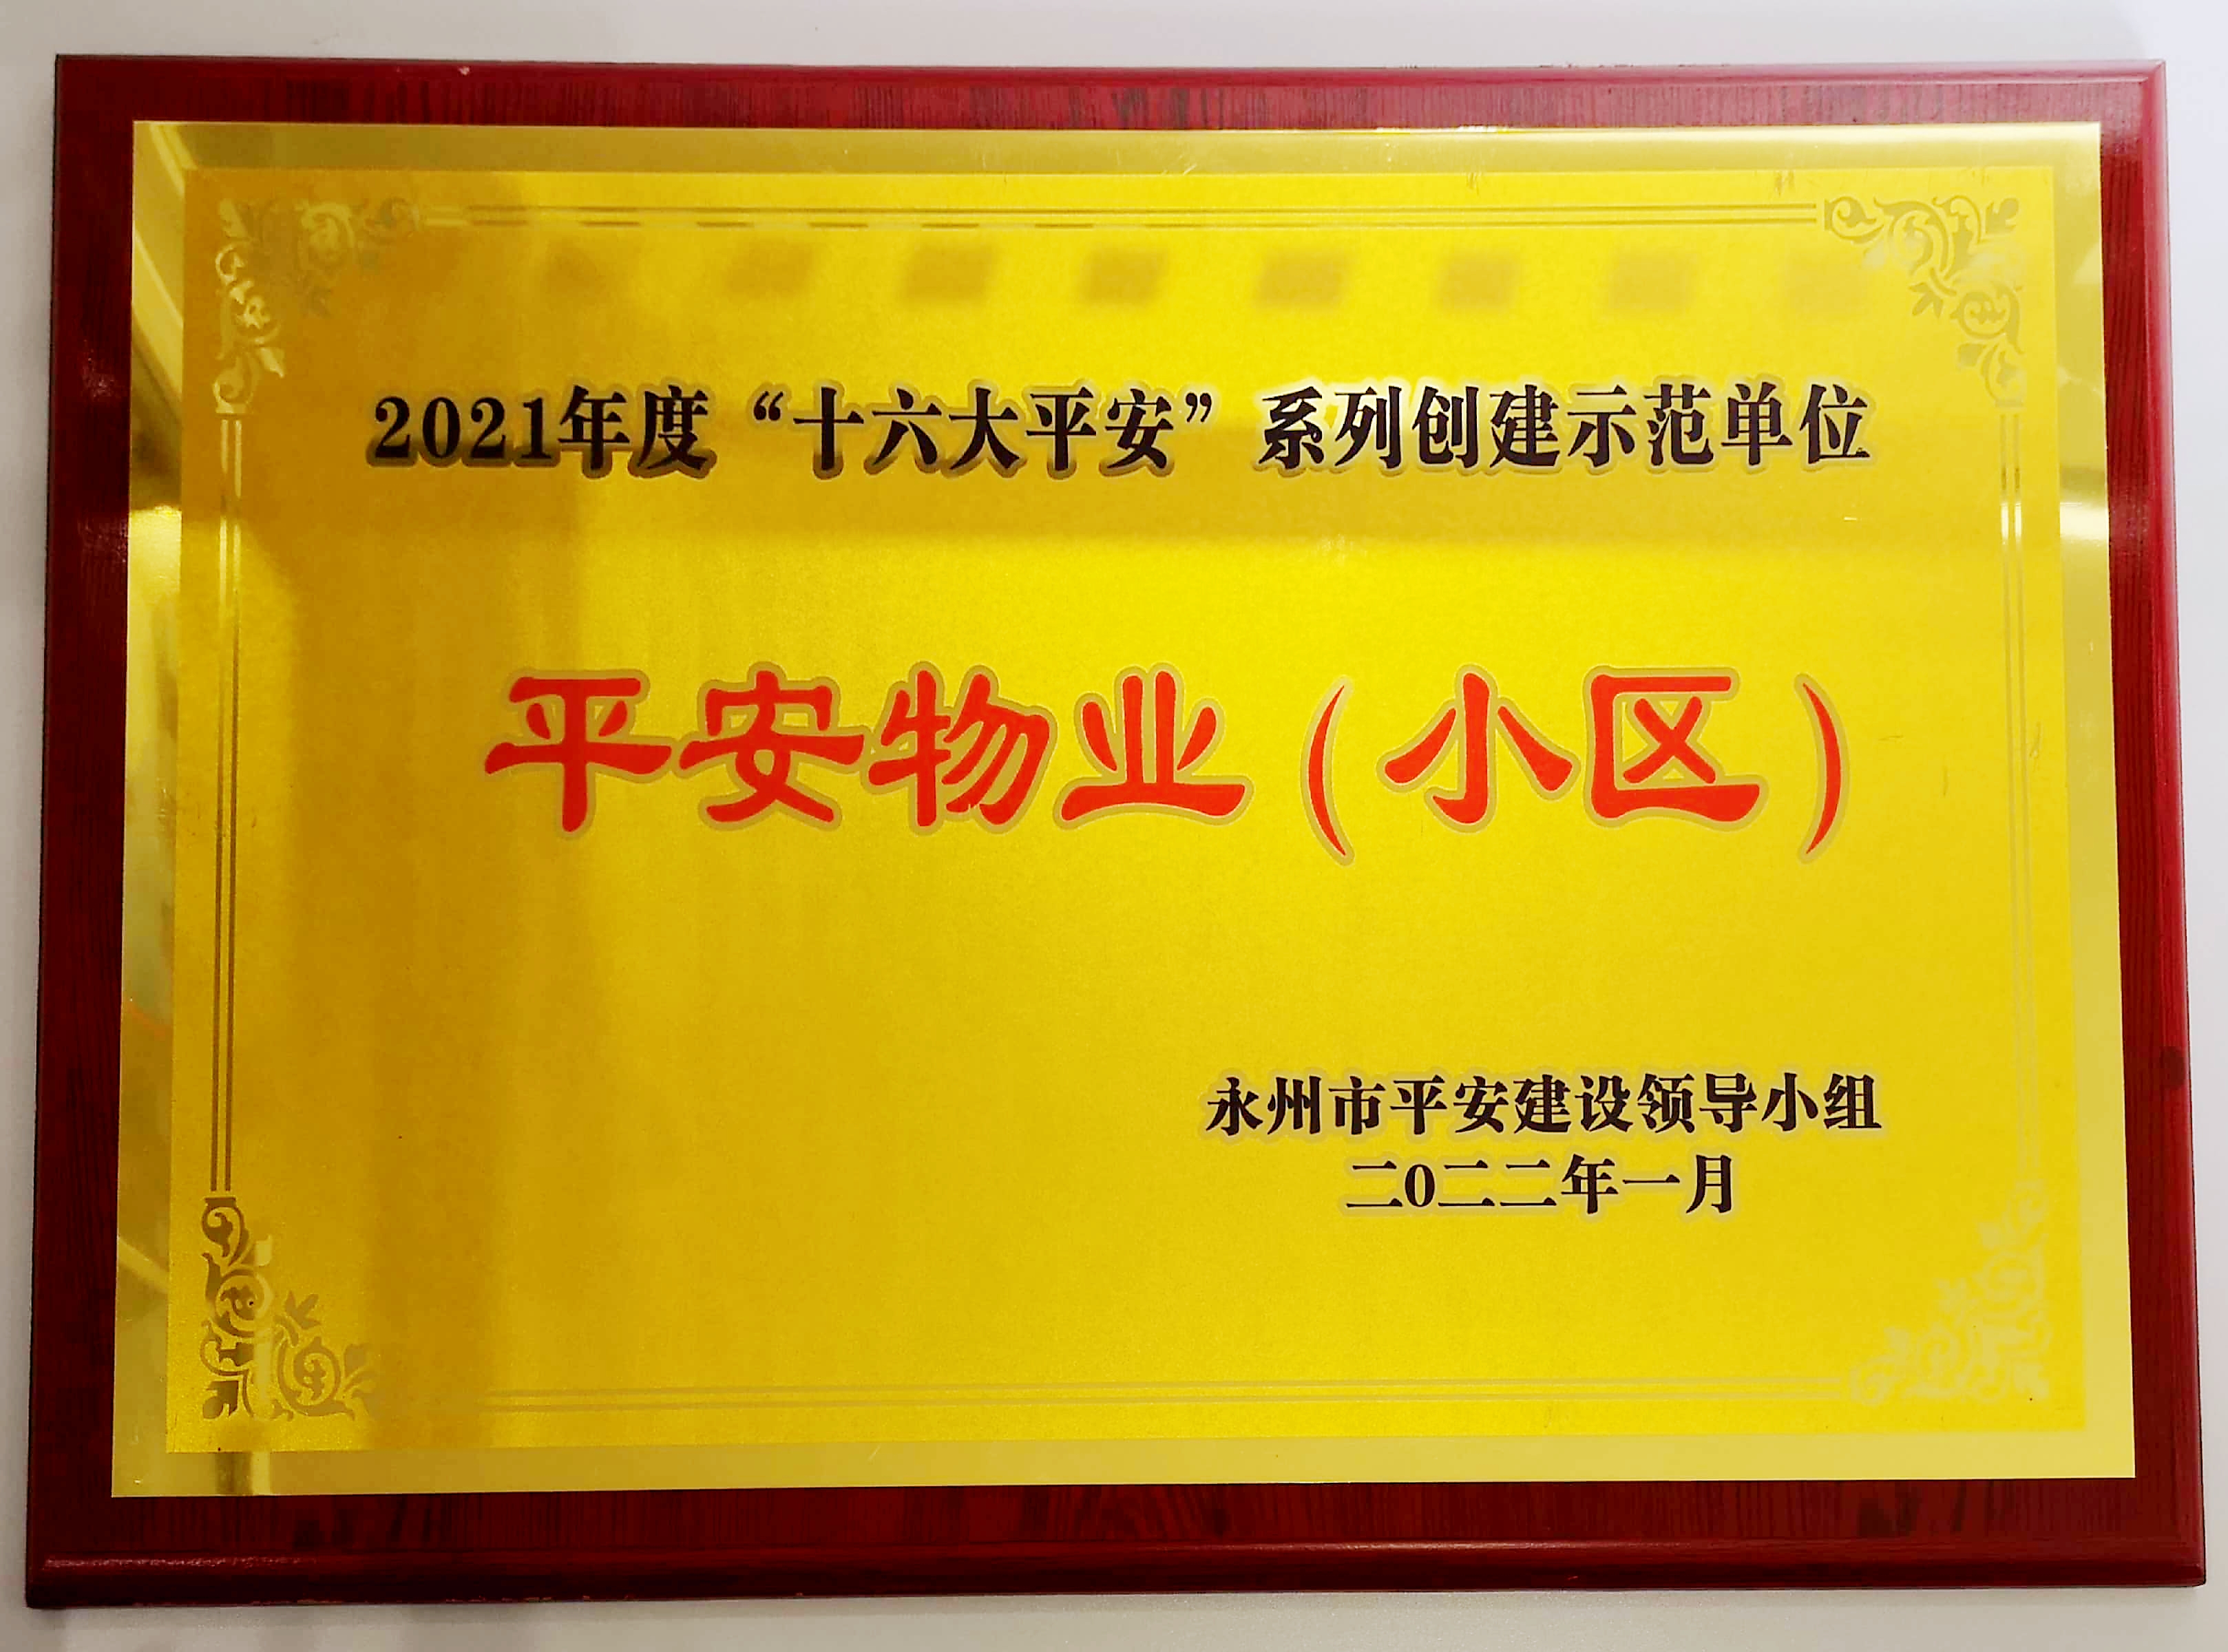 2021年度“十六大平安”系列创建示范单位
平安物业(小区)
永州市平安建设领导小组
二0二二年一月